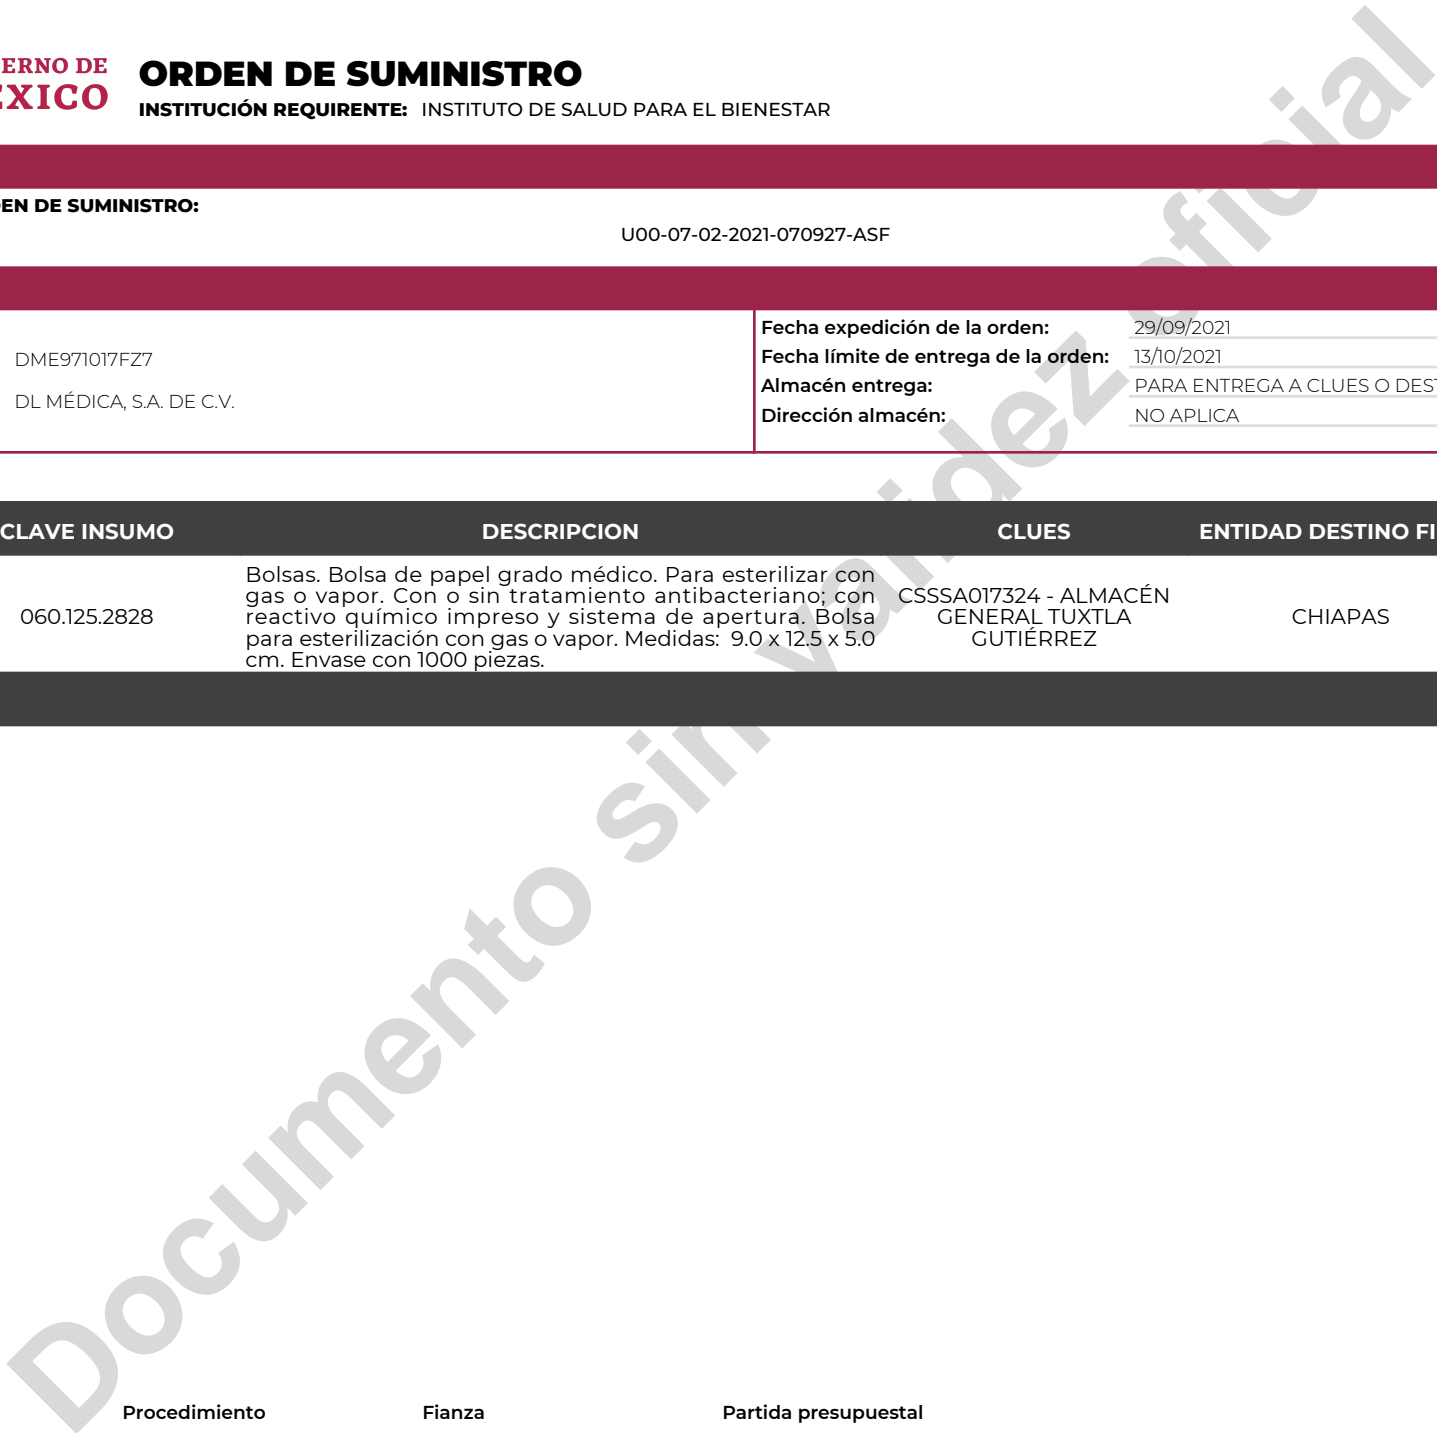 ERNO DE
EXICO
ORDEN DE SUMINISTRO
INSTITUCIÓN REQUIRENTE: INSTITUTO DE SALUD PARA EL BIENESTAR
EN DE SUMINISTRO:
U00-07-02-2021-070927-ASF
DME971017FZ7
DL MÉDICA, S.A. DE C.V.
Fecha expedición de la orden: 29/09/2021
Fecha límite de entrega de la orden: 13/10/2021
Almacén entrega: PARA ENTREGA A CLUES O DEST
Dirección almacén: NO APLICA
CLAVE INSUMO DESCRIPCION CLUES ENTIDAD DESTINO FI
060.125.2828
Bolsas. Bolsa de papel grado médico. Para esterilizar con
gas o vapor. Con o sin tratamiento antibacteriano; con
reactivo químico impreso y sistema de apertura. Bolsa
para esterilización con gas o vapor. Medidas: 9.0 x 12.5 x 5.0
cm. Envase con 1000 piezas.
CSSSA017324 - ALMACÉN
GENERAL TUXTLA
GUTIÉRREZ
CHIAPAS
Documento sin validez oficial
Procedimiento Fianza Partida presupuestal